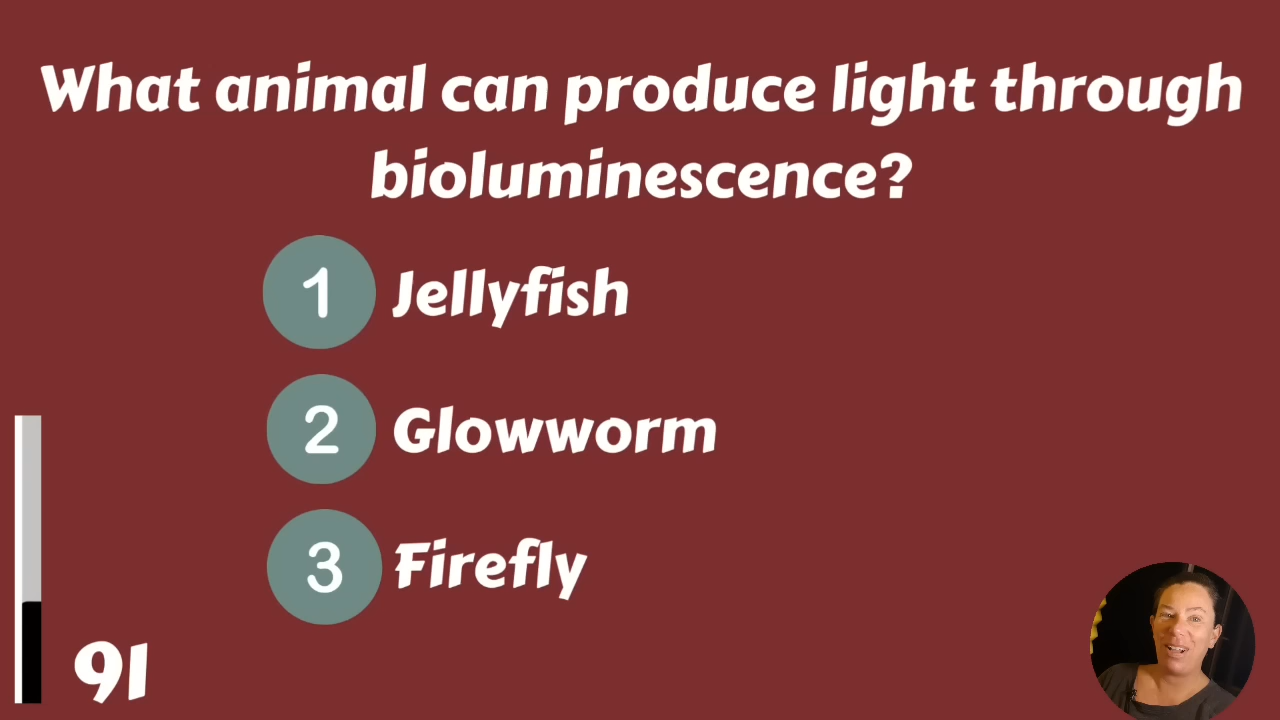 What animal can produce light through
bioluminescence?
1 Jellyfish
2 Glowworm
3 Firefly
91